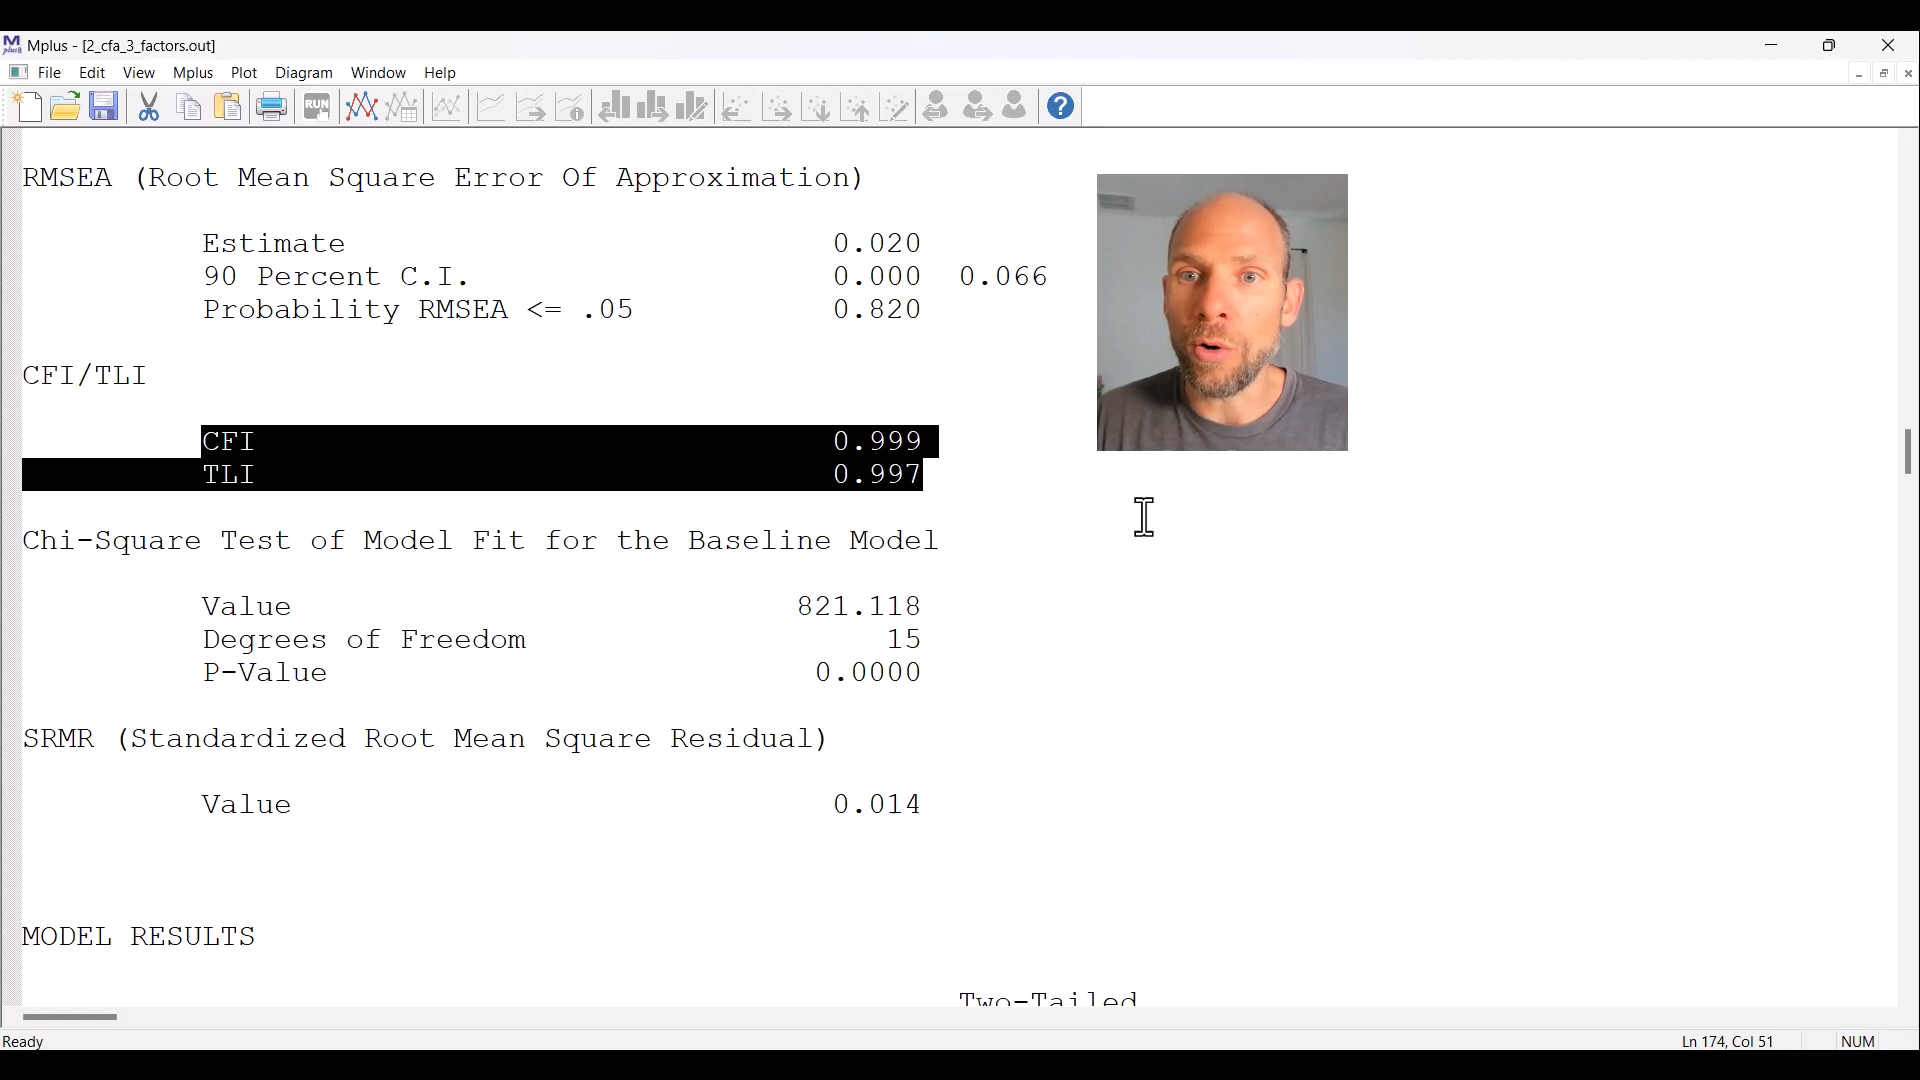 Mplus - [2_cfa_3_factors.out]
File Edit View Mplus Plot Diagram Window Help
RUN
RMSEA (Root Mean Square Error Of Approximation)
Estimate 0.020
90 Percent C.I. 0.000 0.066
Probability RMSEA <= .05 0.820
CFI/TLI
CFI 0.999
TLI 0.997
Chi-Square Test of Model Fit for the Baseline Model
Value 821.118
Degrees of Freedom 15
P-Value 0.0000
SRMR (Standardized Root Mean Square Residual)
Value 0.014
MODEL RESULTS
Two-Tailed
Ready Ln 174, Col 51 NUM